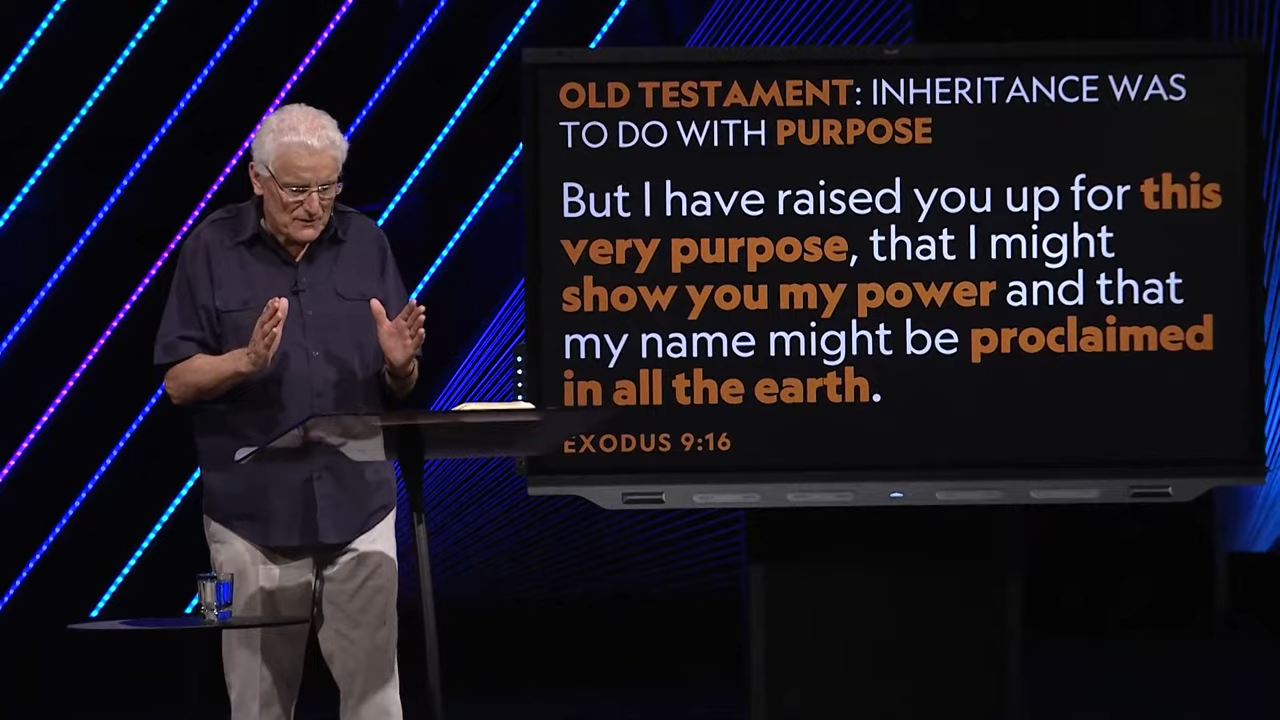 OLD TESTAMENT: INHERITANCE WAS
TO DO WITH PURPOSE
But I have raised you up for this
very purpose, that I might
show you my power and that
my name might be proclaimed
in all the earth.
EXODUS 9:16